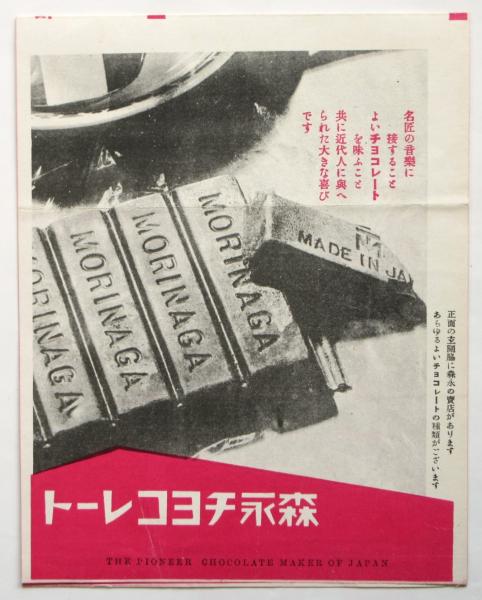 名匠の音樂に
接すること
よいチヨコレート
を味ふこと
共に近代人に與へ
られた大きな喜び
です
MORINAGA
MORINAGA
MORINAGA
MORINAGA
MADE IN JA
正面の玄關脇に森永の賣店があります
あらゆるよいチヨコレートの種類がございます
トーレコヨチ永森
THE PIONEER CHOCOLATE MAKER OF JAPAN